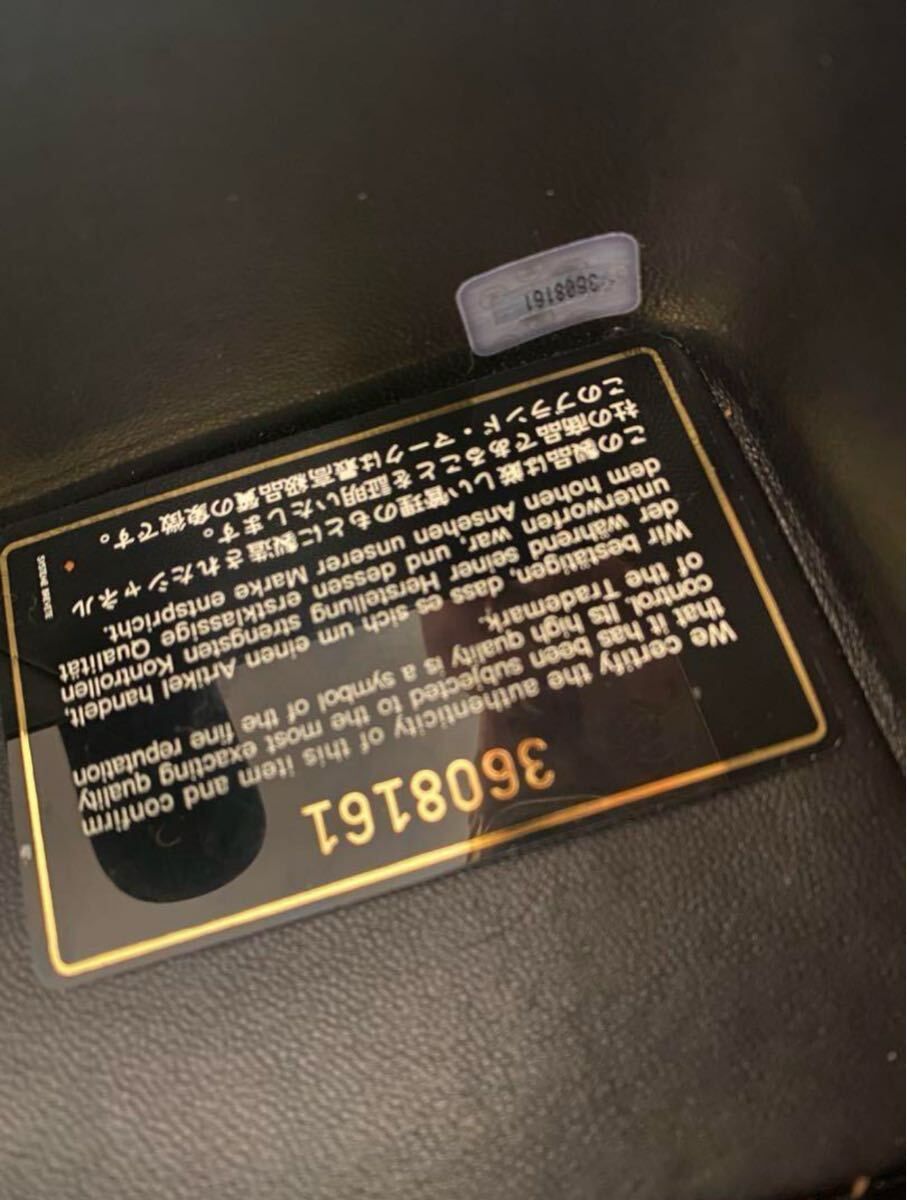 3608161
3608161
We certify the authenticity of this item and confirm
that it has been subjected to the most exacting quality
control. Its high quality is a symbol of the fine reputation
of the Trademark.
Wir bestätigen, dass es sich um einen Artikel handelt,
der während seiner Herstellung strengsten Kontrollen
unterworfen war, und dessen erstklassige Qualität
dem hohen Ansehen unserer Marke entspricht.
この製品は厳しい管理のもとに製造されたシャネル
社の商品であることを証明いたします。
このブランド・マークは最高級品質の象徴です。